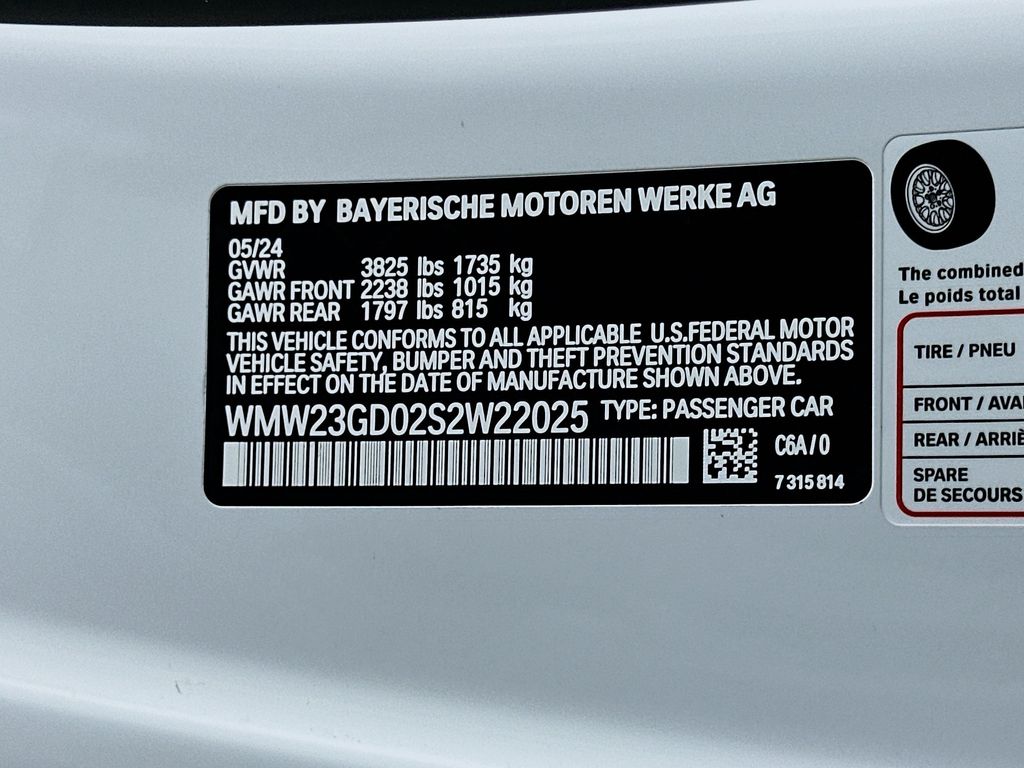 MFD BY BAYERISCHE MOTOREN WERKE AG
05/24
GVWR 3825 lbs 1735 kg
GAWR FRONT 2238 lbs 1015 kg
GAWR REAR 1797 lbs 815 kg
THIS VEHICLE CONFORMS TO ALL APPLICABLE U.S.FEDERAL MOTOR
VEHICLE SAFETY, BUMPER AND THEFT PREVENTION STANDARDS
IN EFFECT ON THE DATE OF MANUFACTURE SHOWN ABOVE.
WMW23GD02S2W22025 TYPE: PASSENGER CAR
C6A/0
7 315 814
The combined
Le poids total
TIRE / PNEU
FRONT / AVA
REAR / ARRIÈ
SPARE
DE SECOURS